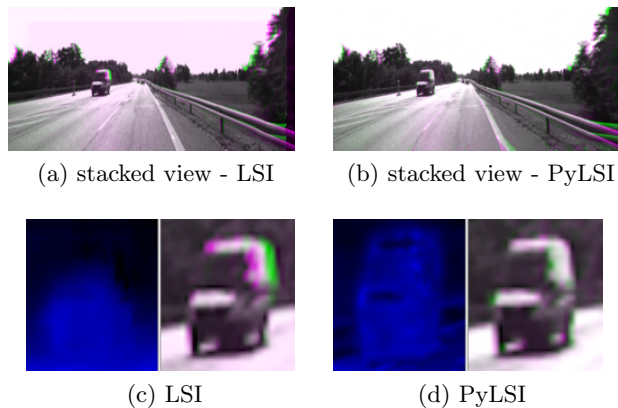 (a) stacked view - LSI
(b) stacked view - PyLSI
(c) LSI
(d) PyLSI